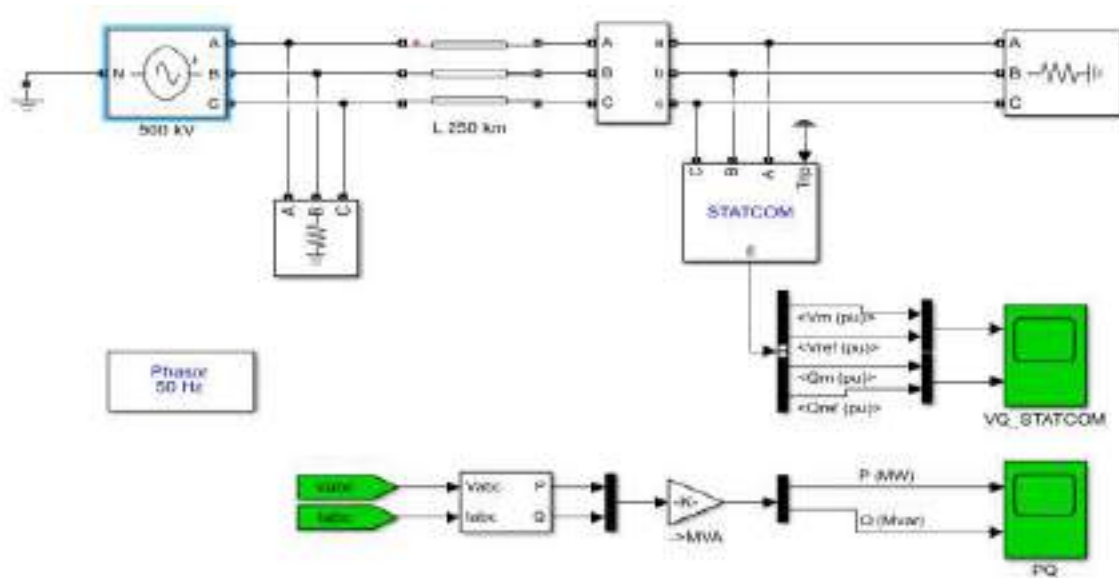 A
N
B
C
500 kV
L 250 km
A
B
C
a
b
c
A
B
C
A
B
C
C
B
A
Trip
STATCOM
<Vm (pu)>
<Vref (pu)>
<Qm (pu)>
<Qref (pu)>
VQ_STATCOM
Phasor
50 Hz
Vabc
Iabc
Vabc
Iabc
P
Q
-K-
-->MVA
P (MW)
Q (Mvar)
PQ